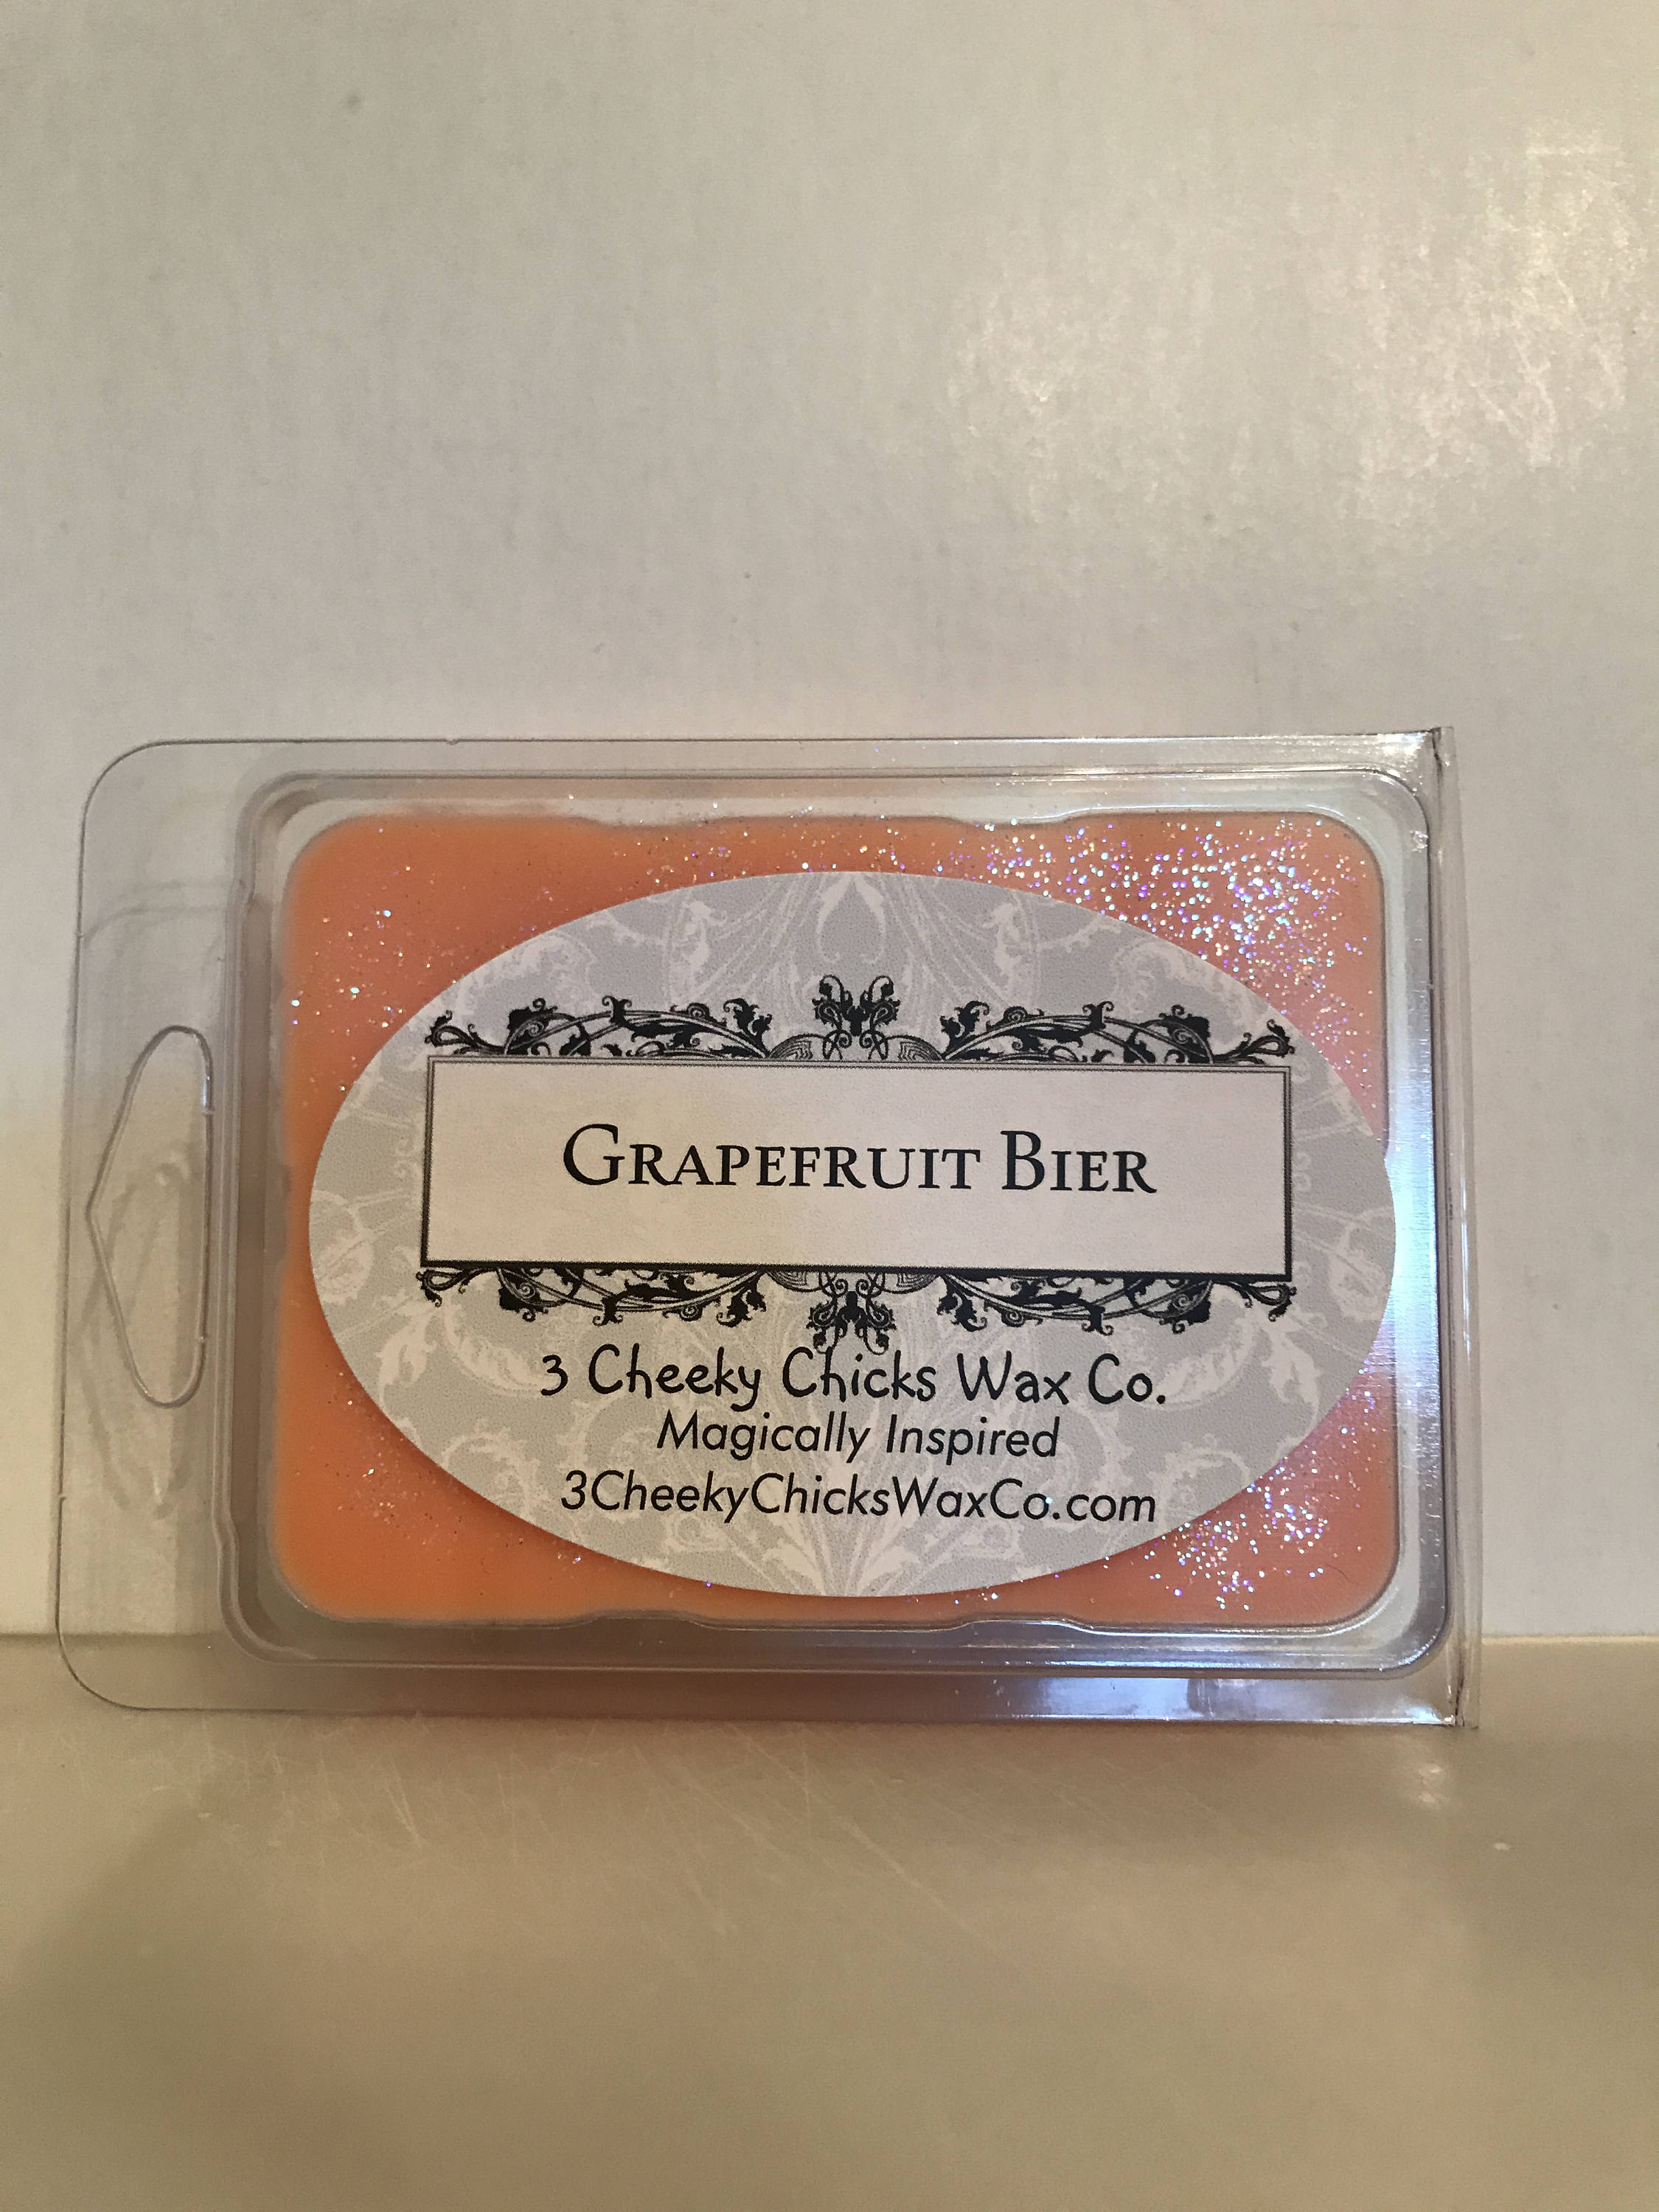 Grapefruit Bier
3 Cheeky Chicks Wax Co.
Magically Inspired
3CheekyChicksWaxCo.com